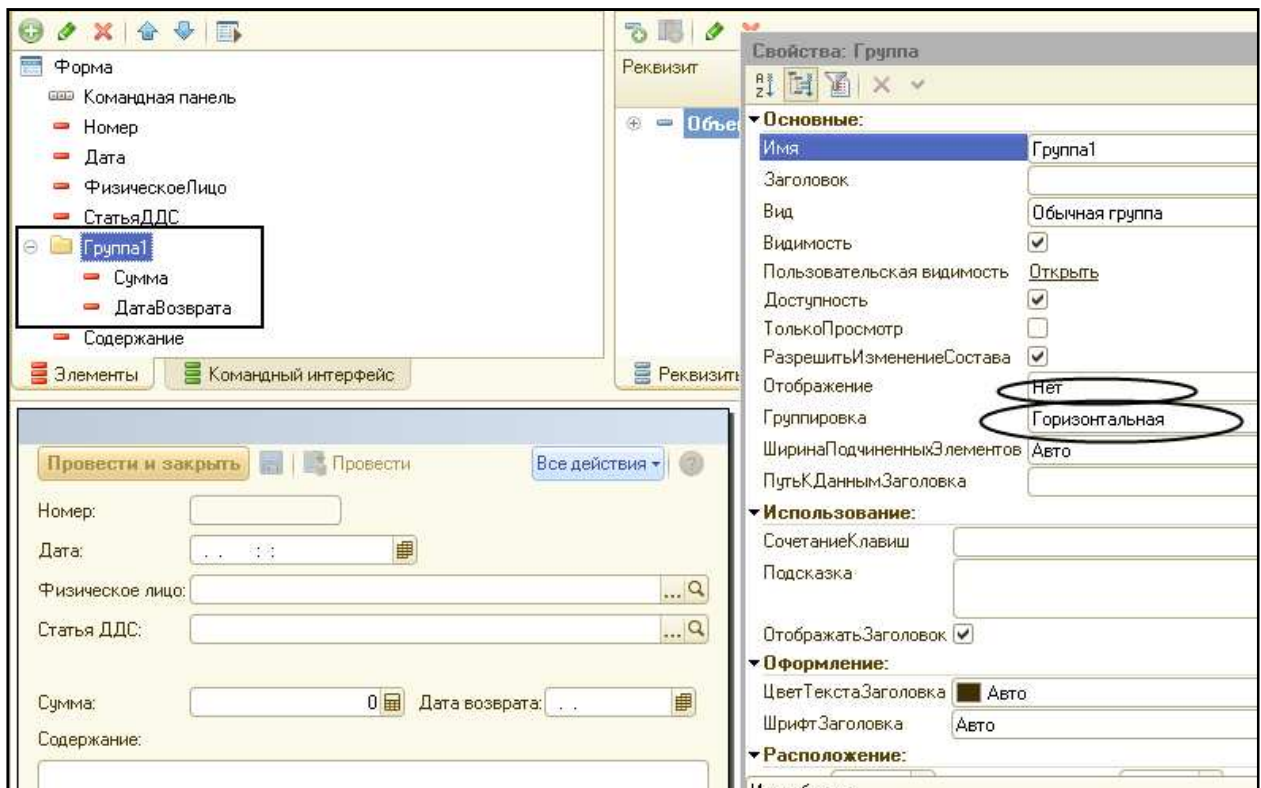 Форма
Командная панель
Номер
Дата
ФизическоеЛицо
СтатьяДДС
Группа1
Сумма
ДатаВозврата
Содержание
Элементы
Командный интерфейс
Реквизит
Объе
Реквизиты
Провести и закрыть
Провести
Все действия
Номер:
Дата:
. . : :
Физическое лицо:
...
Статья ДДС:
...
Сумма: 0 Дата возврата: . .
Содержание:
Свойства: Группа
Основные:
Имя Группа1
Заголовок
Вид Обычная группа
Видимость
Пользовательская видимость Открыть
Доступность
ТолькоПросмотр
РазрешитьИзменениеСостава
Отображение Нет
Группировка Горизонтальная
ШиринаПодчиненныхЭлементов Авто
ПутьКДаннымЗаголовка
Использование:
СочетаниеКлавиш
Подсказка
ОтображатьЗаголовок
Оформление:
ЦветТекстаЗаголовка Авто
ШрифтЗаголовка Авто
Расположение: